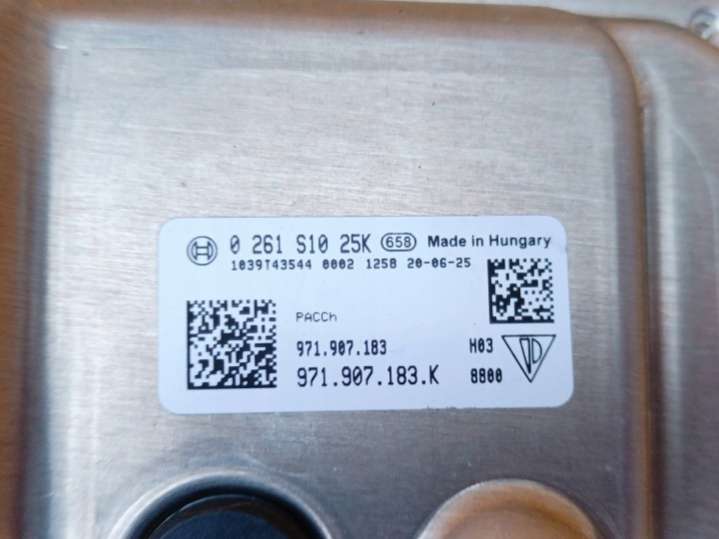 0 261 S10 25K 658 Made in Hungary
1039T43544 0002 1258 20-06-25
PACCh
971.907.183 H03
971.907.183.K 8800